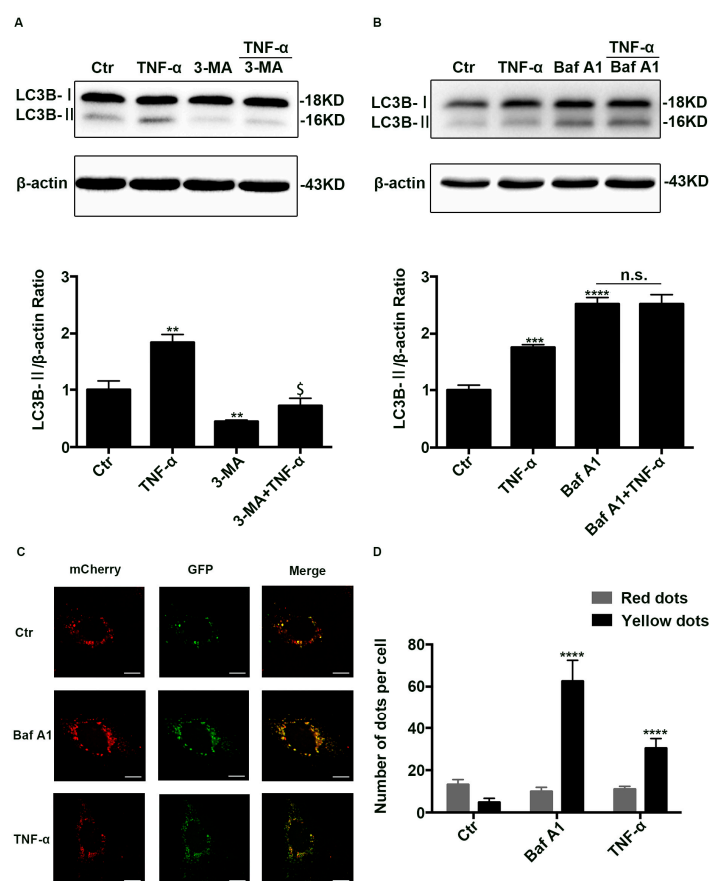 A
TNF-α
Ctr TNF-α 3-MA 3-MA
LC3B-Ⅰ -18KD
LC3B-Ⅱ -16KD
β-actin -43KD
LC3B-Ⅱ/β-actin Ratio
3
2
1
0
**
**
$
Ctr
TNF-α
3-MA
3-MA+TNF-α
B
TNF-α
Ctr TNF-α Baf A1 Baf A1
LC3B-Ⅰ -18KD
LC3B-Ⅱ -16KD
β-actin -43KD
LC3B-Ⅱ/β-actin Ratio
3
2
1
0
***
****
n.s.
Ctr
TNF-α
Baf A1
Baf A1+TNF-α
C
mCherry GFP Merge
Ctr
Baf A1
TNF-α
D
Red dots
Yellow dots
Number of dots per cell
80
60
40
20
0
****
****
Ctr
Baf A1
TNF-α